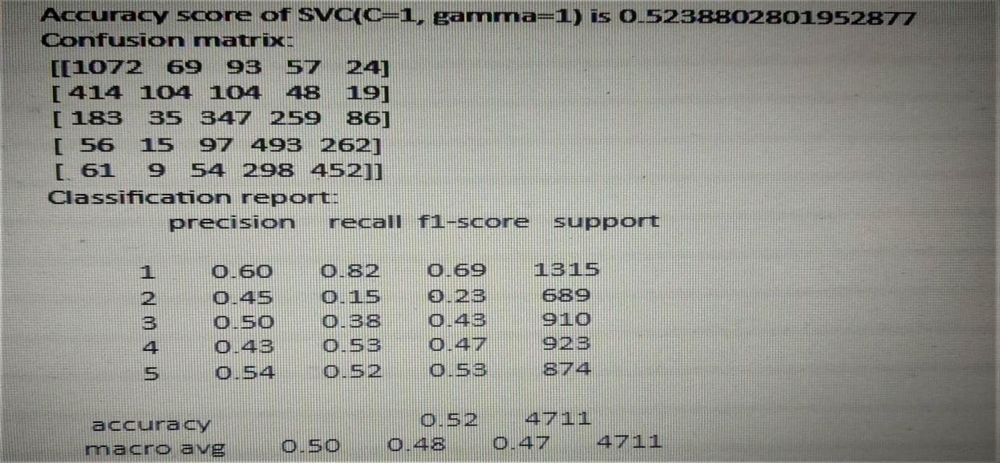 Accuracy score of SVC(C=1, gamma=1) is 0.5238802801952877
Confusion matrix:
[[1072 69 93 57 24]
[ 414 104 104 48 19]
[ 183 35 347 259 86]
[ 56 15 97 493 262]
[ 61 9 54 298 452]]
Classification report:
precision recall f1-score support
1 0.60 0.82 0.69 1315
2 0.45 0.15 0.23 689
3 0.50 0.38 0.43 910
4 0.43 0.53 0.47 923
5 0.54 0.52 0.53 874
accuracy 0.52 4711
macro avg 0.50 0.48 0.47 4711